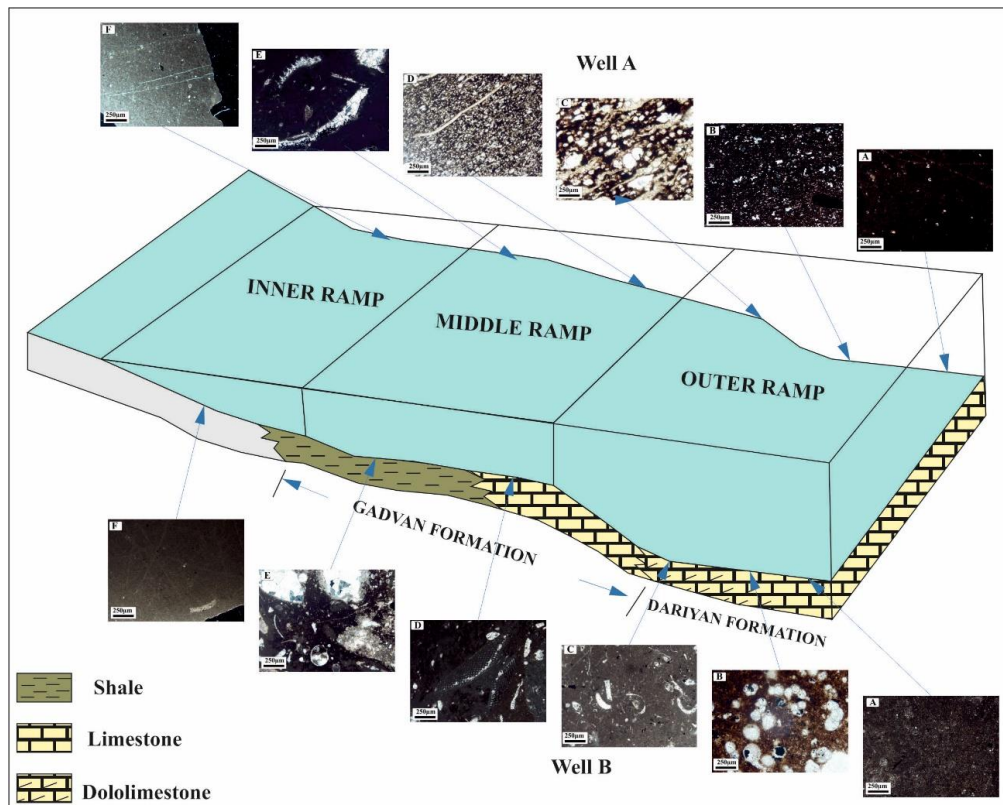 F
250µm
E
250µm
D
250µm
Well A
C
250µm
B
250µm
A
250µm
INNER RAMP
MIDDLE RAMP
OUTER RAMP
GADVAN FORMATION
DARIYAN FORMATION
F
250µm
E
250µm
D
250µm
C
250µm
Well B
B
250µm
A
250µm
Shale
Limestone
Dololimestone